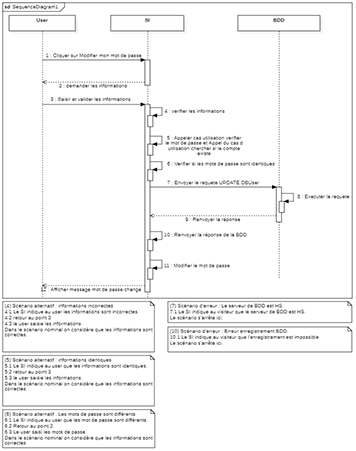 sd SequenceDiagram1
User
SI
BDD
1 : Cliquer sur Modifier mon mot de passe
2 : demander les informations
3 : Saisir et valider les informations
4 : verifier les informations
5 : Appeler cas utilisation verifier
le mot de passe et Appel du cas d
utilisation chercher si le compte
existe
6 : Verifier si les mots de passe sont identiques
7 : Envoyer la requete UPDATE DBUser
8 : Executer la requete
9 : Renvoyer la réponse
10 : Renvoyer réponse de la BDD
11 : Modifier le mot de passe
12 : Afficher message mot de passe change
(4) Scénario alternatif : informations incorrectes.
4.1 Le SI indique au user les informations sont incorrectes.
4.2 retour au point 3
4.3 le user saisie les informations
Dans le scénario nominal on considère que les informations sont
correctes.
(7) Scénario d'erreur : Le serveur de BDD est HS.
7.1 Le SI indique au visiteur que le serveur de BDD est HS.
Le scénario s'arrête ici.
(10) Scénario d'erreur : Erreur enregistrement BDD.
10.1 Le SI indique au visiteur que l'enregistrement est impossible
Le scénario s'arrête ici.
(5) Scénario alternatif : informations identiques
5.1 Le SI indique au user que les informations sont identiques.
5.2 retour au point 3
5.3 le user saisie les informations
Dans le scénario nominal on considère que les informations sont
correctes.
(6) Scénario alternatif : Les mots de passe sont différents
6.1 Le SI indique au user que les mot de passe sont différents.
6.2 Retour au point 2.
6.3 Le user saisi les mots de passe.
Dans le scénario nominal on considère que les informations sont
correctes